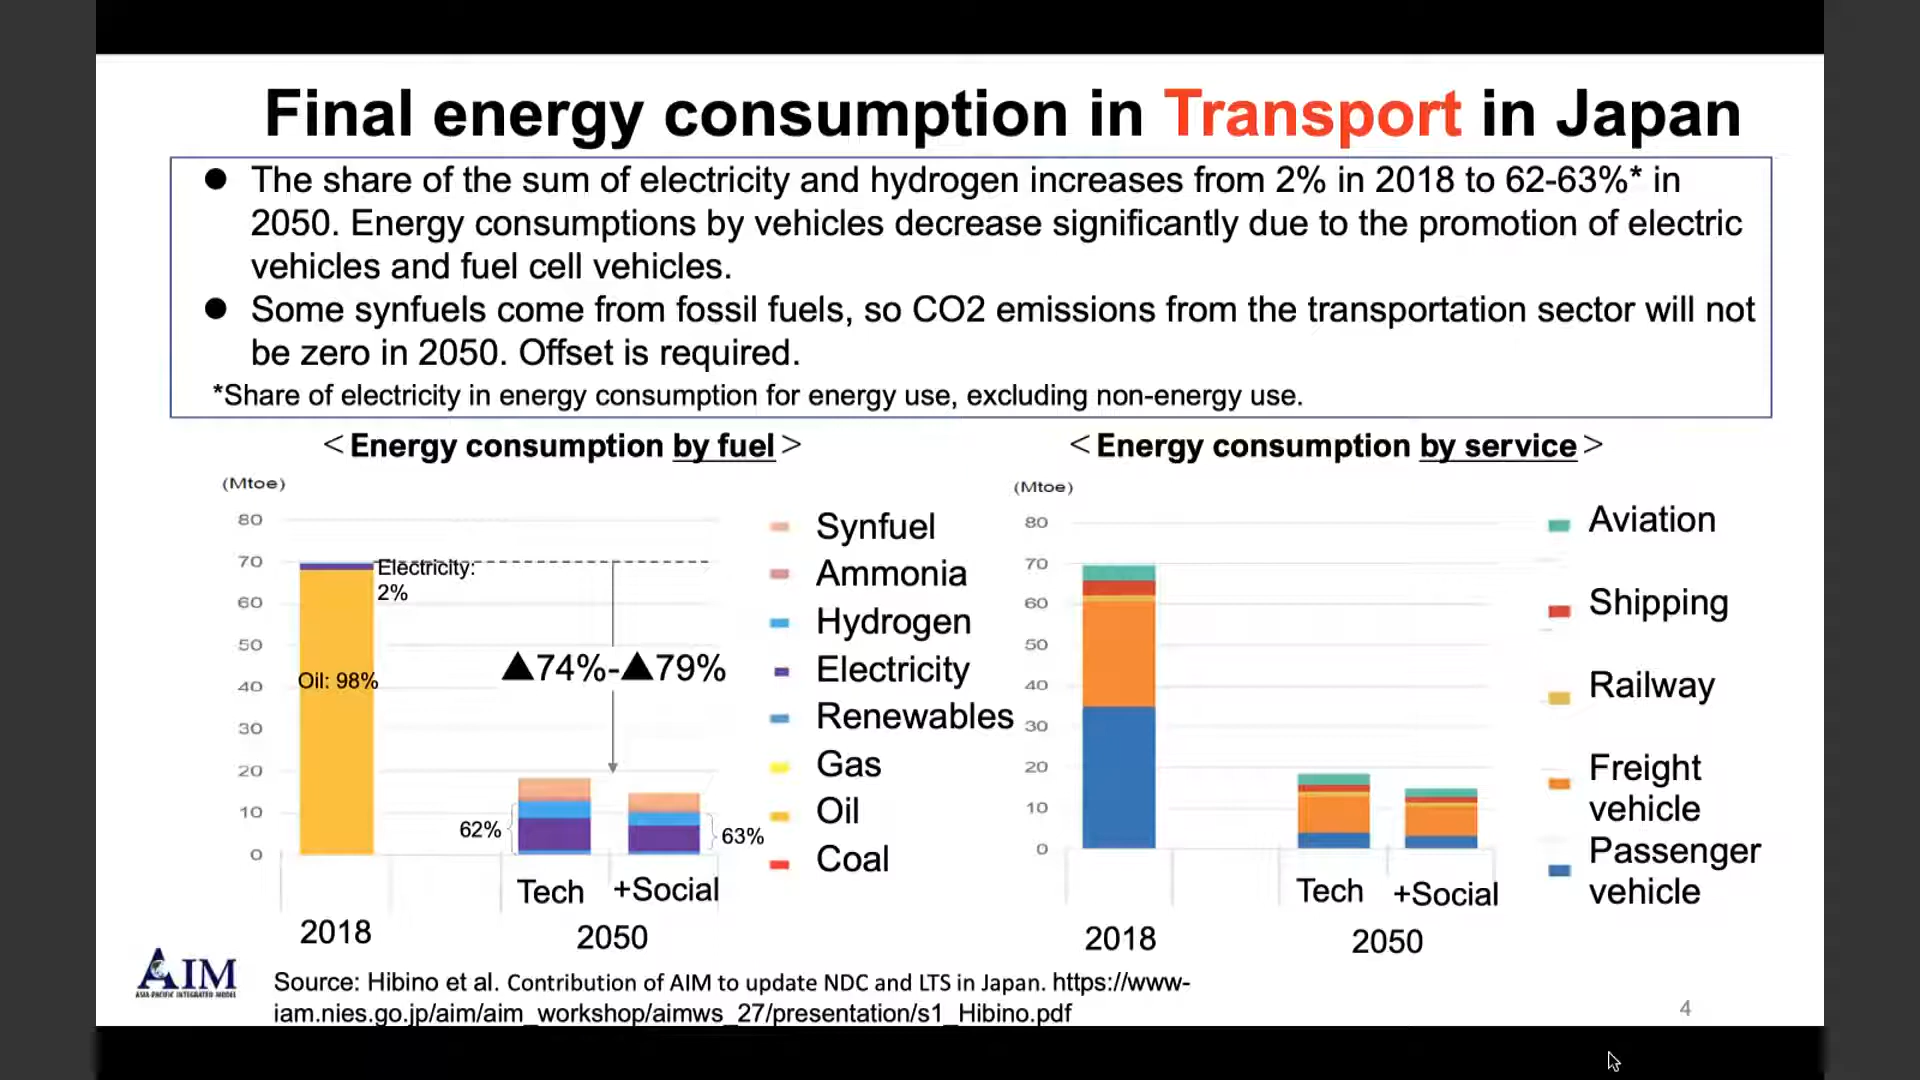 Final energy consumption in Transport in Japan
● The share of the sum of electricity and hydrogen increases from 2% in 2018 to 62-63%* in
2050. Energy consumptions by vehicles decrease significantly due to the promotion of electric
vehicles and fuel cell vehicles.
● Some synfuels come from fossil fuels, so CO2 emissions from the transportation sector will not
be zero in 2050. Offset is required.
*Share of electricity in energy consumption for energy use, excluding non-energy use.
<Energy consumption by fuel>
(Mtoe)
80
70
60
50
40
30
20
10
0
Electricity:
2%
Oil: 98%
▲74%-▲79%
62%
63%
Tech
+Social
2018
2050
Synfuel
Ammonia
Hydrogen
Electricity
Renewables
Gas
Oil
Coal
<Energy consumption by service>
(Mtoe)
80
70
60
50
40
30
20
10
0
Tech
+Social
2018
2050
Aviation
Shipping
Railway
Freight
vehicle
Passenger
vehicle
AIM
ASIA-PACIFIC INTEGRATED MODEL
Source: Hibino et al. Contribution of AIM to update NDC and LTS in Japan. https://www-
iam.nies.go.jp/aim/aim_workshop/aimws_27/presentation/s1_Hibino.pdf
4